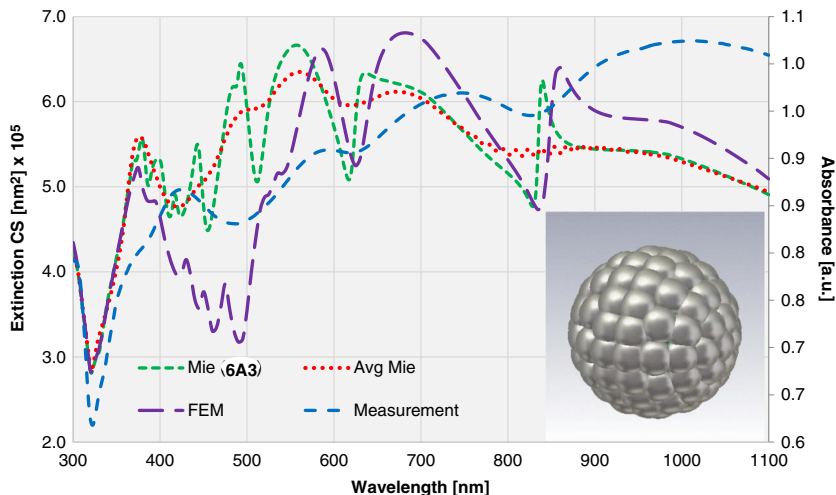 7.0
6.0
5.0
4.0
3.0
2.0
Extinction CS [nm²] x 10⁵
Mie (6A3)
Avg Mie
FEM
Measurement
1.1
1.0
1.0
0.9
0.9
0.8
0.8
0.7
0.7
0.6
Absorbance [a.u.]
300 400 500 600 700 800 900 1000 1100
Wavelength [nm]